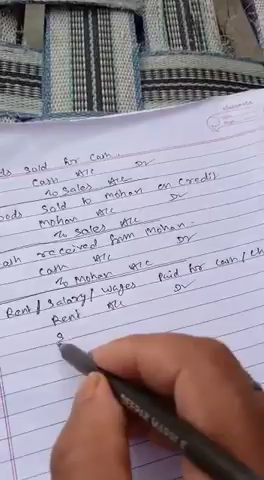 ds sold for cash
Cash A/c Dr
To Sales A/c
oods sold to Mohan on credit
Mohan A/c Dr
To Sales A/c
ash received from Mohan.
Cash A/c Dr
To Mohan A/c
Rent/Salary/wages Paid for cash/Ch
Rent A/c Dr
S